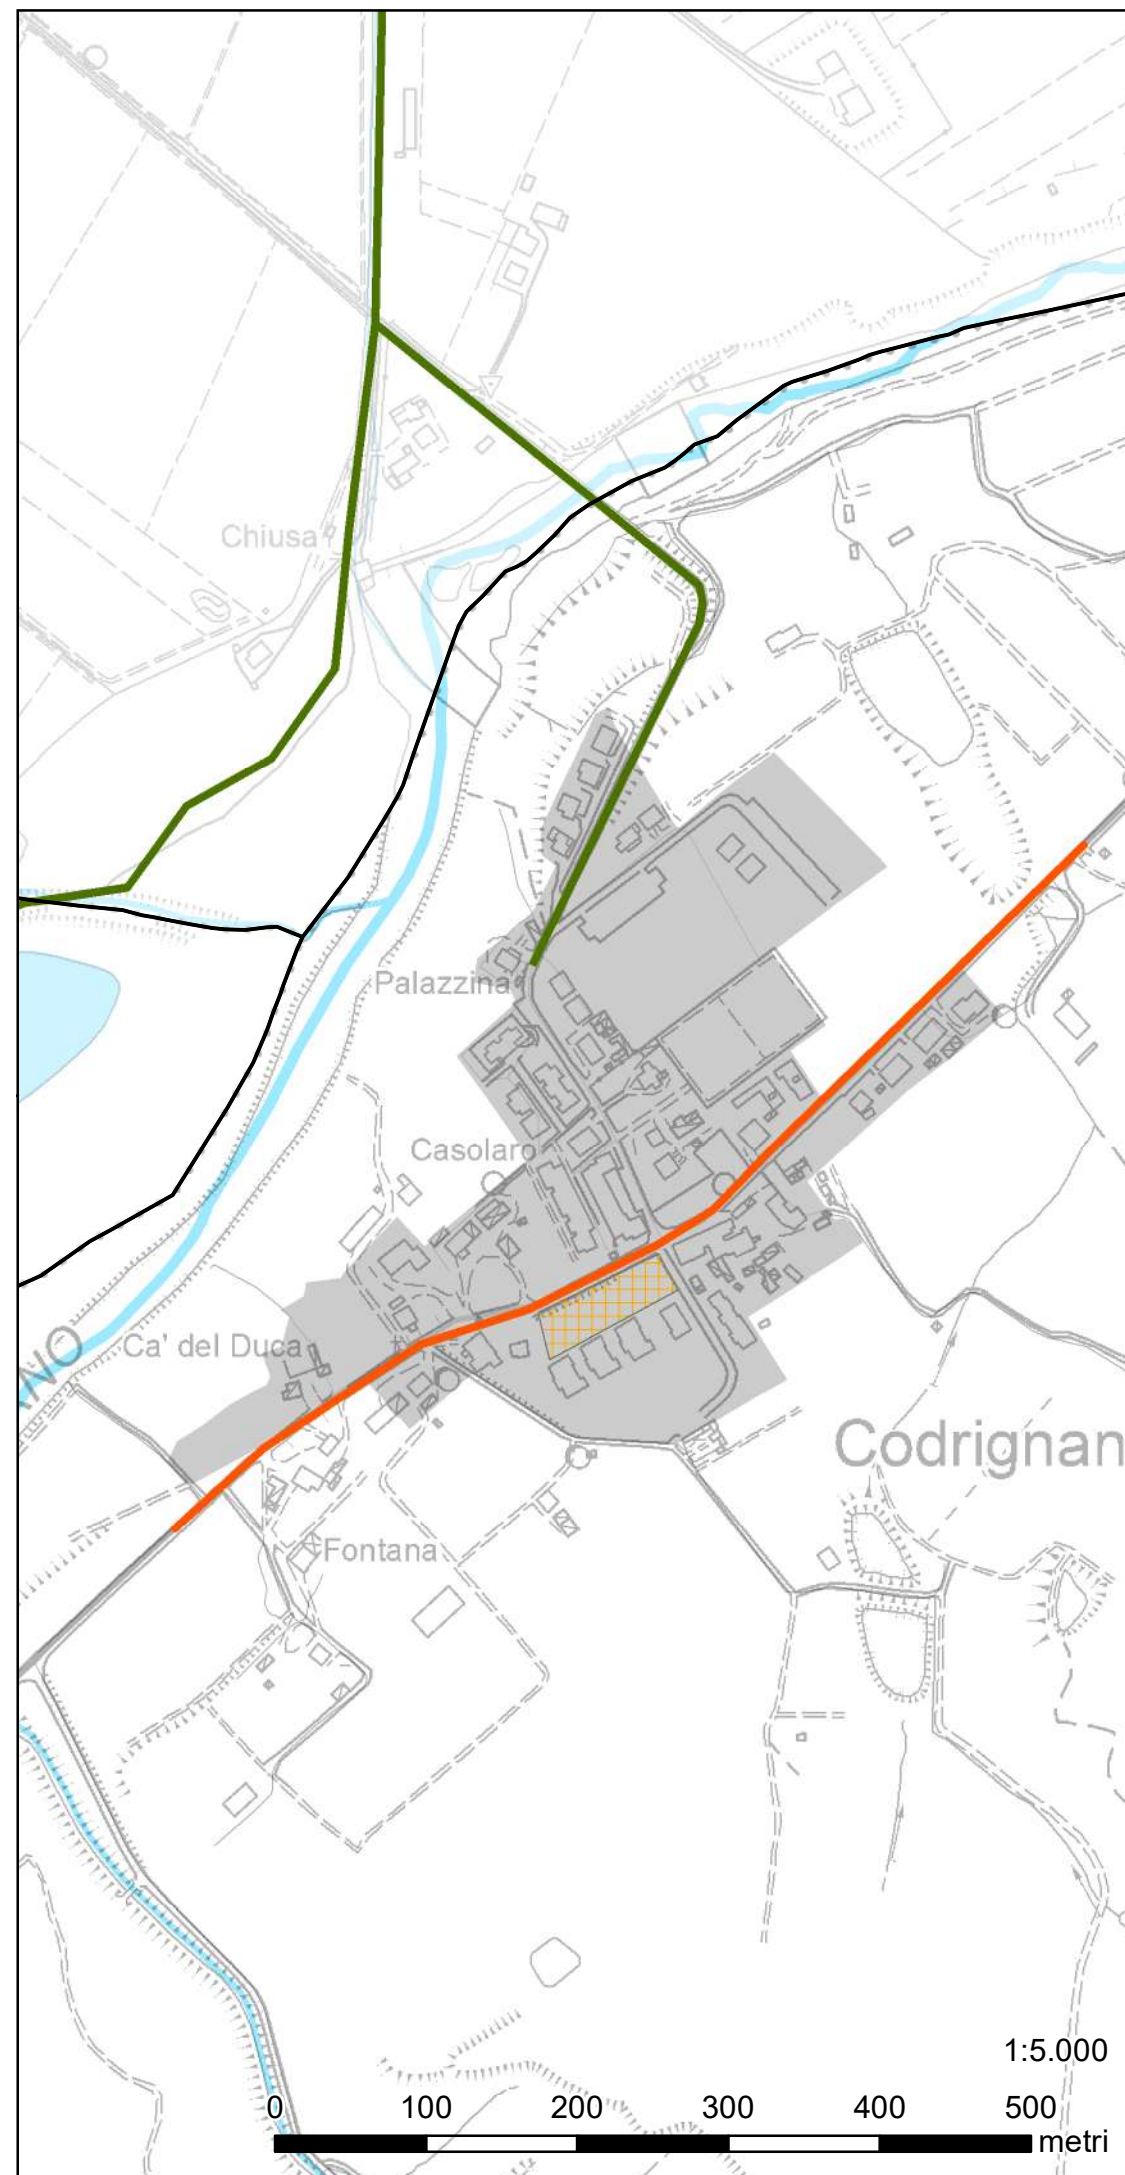 Chiusa
Palazzina
Casolaro
NO
Ca' del Duca
Codrignan
Fontana
1:5.000
0 100 200 300 400 500
metri